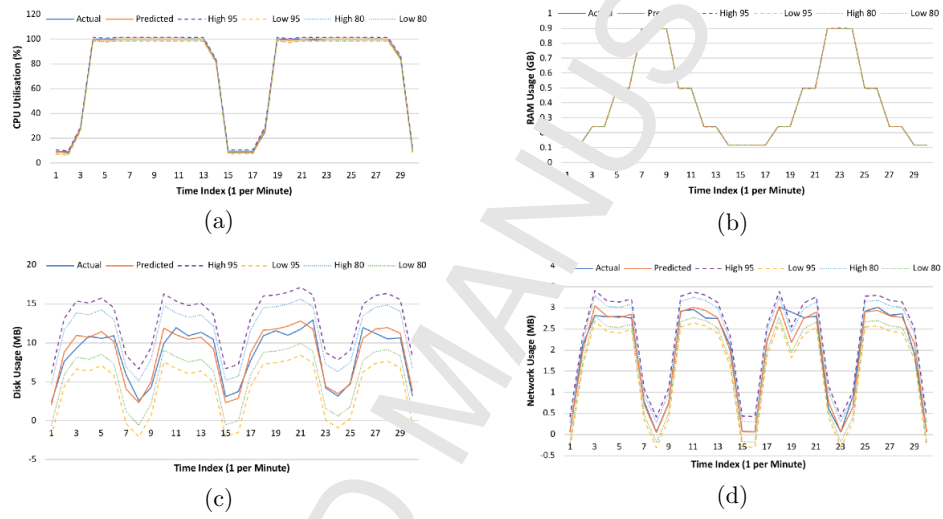 120
Actual Predicted High 95 Low 95 High 80 Low 80
100
80
60
40
20
0
CPU Utilisation (%)
1 3 5 7 9 11 13 15 17 19 21 23 25 27 29
Time Index (1 per Minute)
(a)
1
Actual Predicted High 95 Low 95 High 80 Low 80
0.9
0.8
0.7
0.6
0.5
0.4
0.3
0.2
0.1
0
RAM Usage (GB)
1 3 5 7 9 11 13 15 17 19 21 23 25 27 29
Time Index (1 per Minute)
(b)
20
Actual Predicted High 95 Low 95 High 80 Low 80
15
10
5
0
-5
Disk Usage (MB)
1 3 5 7 9 11 13 15 17 19 21 23 25 27 29
Time Index (1 per Minute)
(c)
4
Actual Predicted High 95 Low 95 High 80 Low 80
3.5
3
2.5
2
1.5
1
0.5
0
-0.5
Network Usage (MB)
1 3 5 7 9 11 13 15 17 19 21 23 25 27 29
Time Index (1 per Minute)
(d)
D MANUS